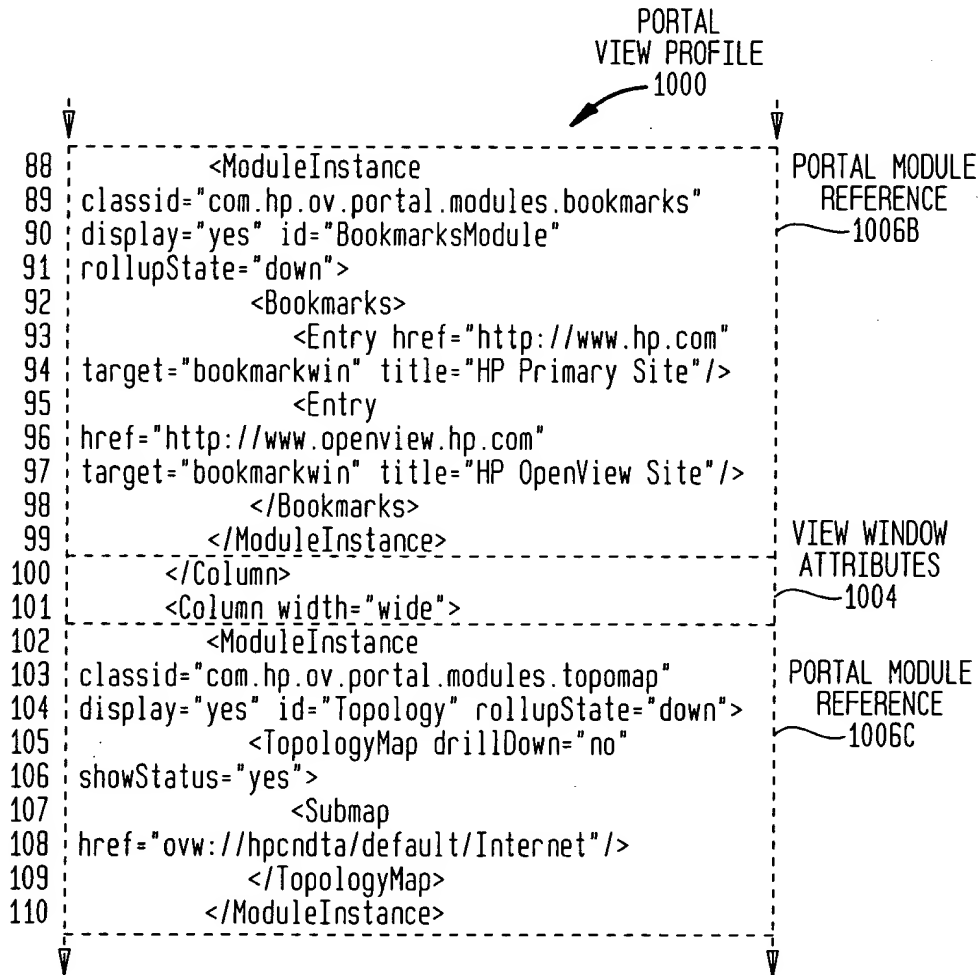 PORTAL
VIEW PROFILE
1000
88 <ModuleInstance
89 classid="com.hp.ov.portal.modules.bookmarks"
90 display="yes" id="BookmarksModule"
91 rollupState="down">
92 <Bookmarks>
93 <Entry href="http://www.hp.com"
94 target="bookmarkwin" title="HP Primary Site"/>
95 <Entry
96 href="http://www.openview.hp.com"
97 target="bookmarkwin" title="HP OpenView Site"/>
98 </Bookmarks>
99 </ModuleInstance>
PORTAL MODULE
REFERENCE
1006B
100 </Column>
101 <Column width="wide">
VIEW WINDOW
ATTRIBUTES
1004
102 <ModuleInstance
103 classid="com.hp.ov.portal.modules.topomap"
104 display="yes" id="Topology" rollupState="down">
105 <TopologyMap drillDown="no"
106 showStatus="yes">
107 <Submap
108 href="ovw://hpcndta/default/Internet"/>
109 </TopologyMap>
110 </ModuleInstance>
PORTAL MODULE
REFERENCE
1006C